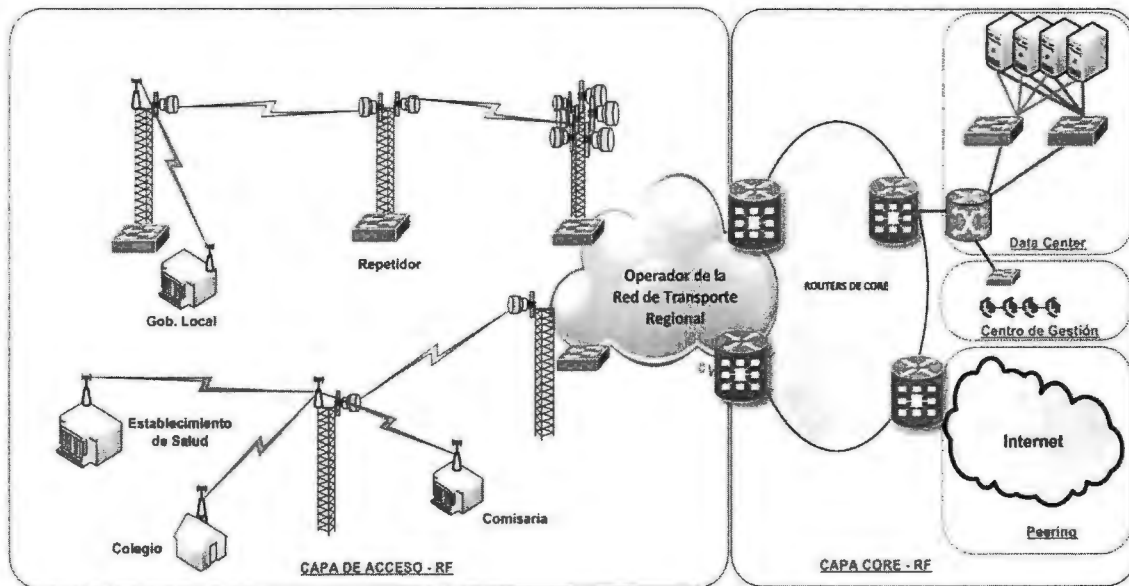 Repetidor
Gob. Local
Operador de la
Red de Transporte
Regional
Establecimiento
de Salud
Colegio
Comisaria
CAPA DE ACCESO - RF
ROUTERS DE CORE
Data Center
Centro de Gestión
Internet
Peering
CAPA CORE - RF